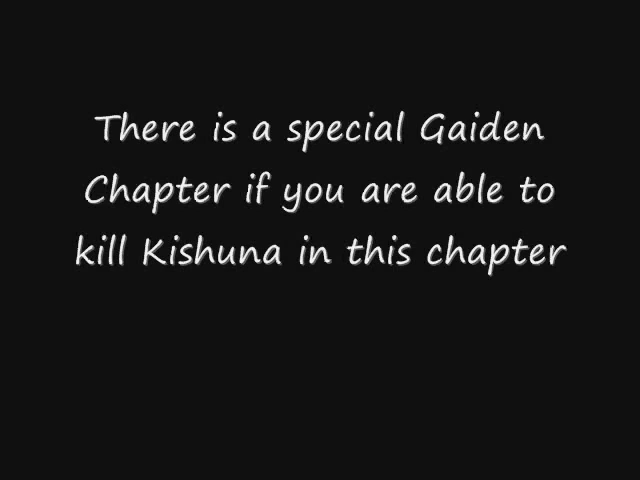 There is a special Gaiden
Chapter if you are able to
kill Kishuna in this chapter